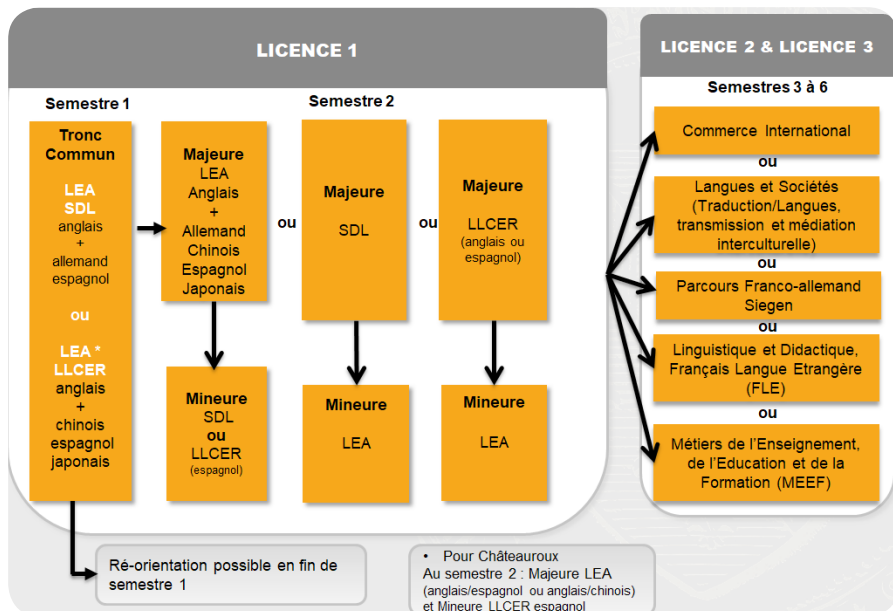 LICENCE 1
Semestre 1
Tronc
Commun
LEA
SDL
anglais
+
allemand
espagnol
ou
LEA *
LLCER
anglais
+
chinois
espagnol
japonais
Semestre 2
Majeure
LEA
Anglais
+
Allemand
Chinois
Espagnol
Japonais
ou
Majeure
SDL
ou
Majeure
LLCER
(anglais ou
espagnol)
Mineure
SDL
ou
LLCER
(espagnol)
Mineure
LEA
Mineure
LEA
LICENCE 2 & LICENCE 3
Semestres 3 à 6
Commerce International
ou
Langues et Sociétés
(Traduction/Langues,
transmission et médiation
interculturelle)
ou
Parcours Franco-allemand
Siegen
ou
Linguistique et Didactique,
Français Langue Etrangère
(FLE)
ou
Métiers de l'Enseignement,
de l'Education et de la
Formation (MEEF)
Ré-orientation possible en fin de
semestre 1
• Pour Châteauroux
Au semestre 2 : Majeure LEA
(anglais/espagnol ou anglais/chinois)
et Mineure LLCER espagnol